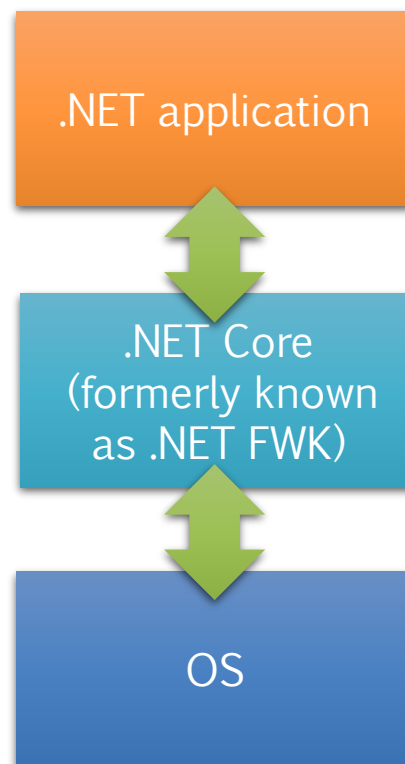 .NET application
.NET Core
(formerly known
as .NET FWK)
OS